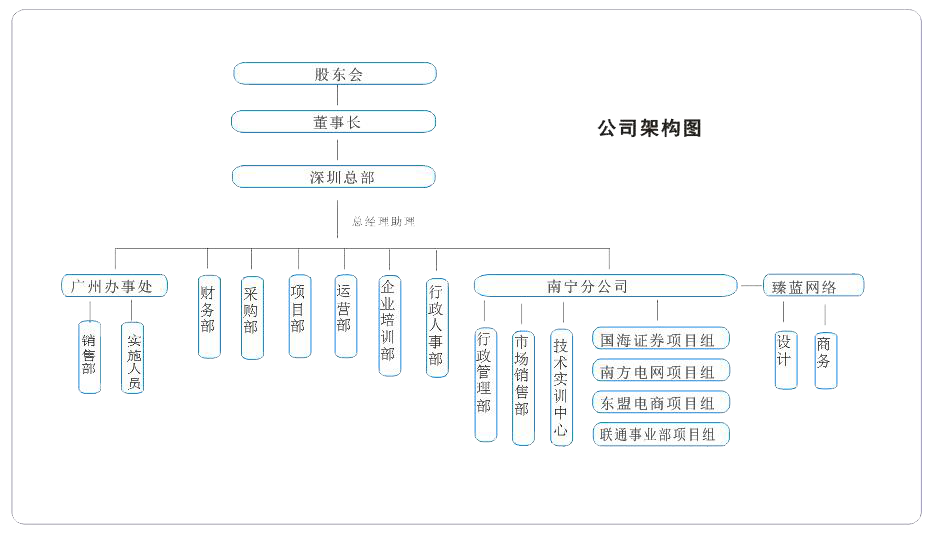 股东会
董事长
公司架构图
深圳总部
总经理助理
广州办事处
财务部
采购部
项目部
运营部
企业培训部
行政人事部
南宁分公司
臻蓝网络
销售部
实施人员
行政管理部
市场销售部
技术实训中心
国海证券项目组
南方电网项目组
东盟电商项目组
联通事业部项目组
设计
商务